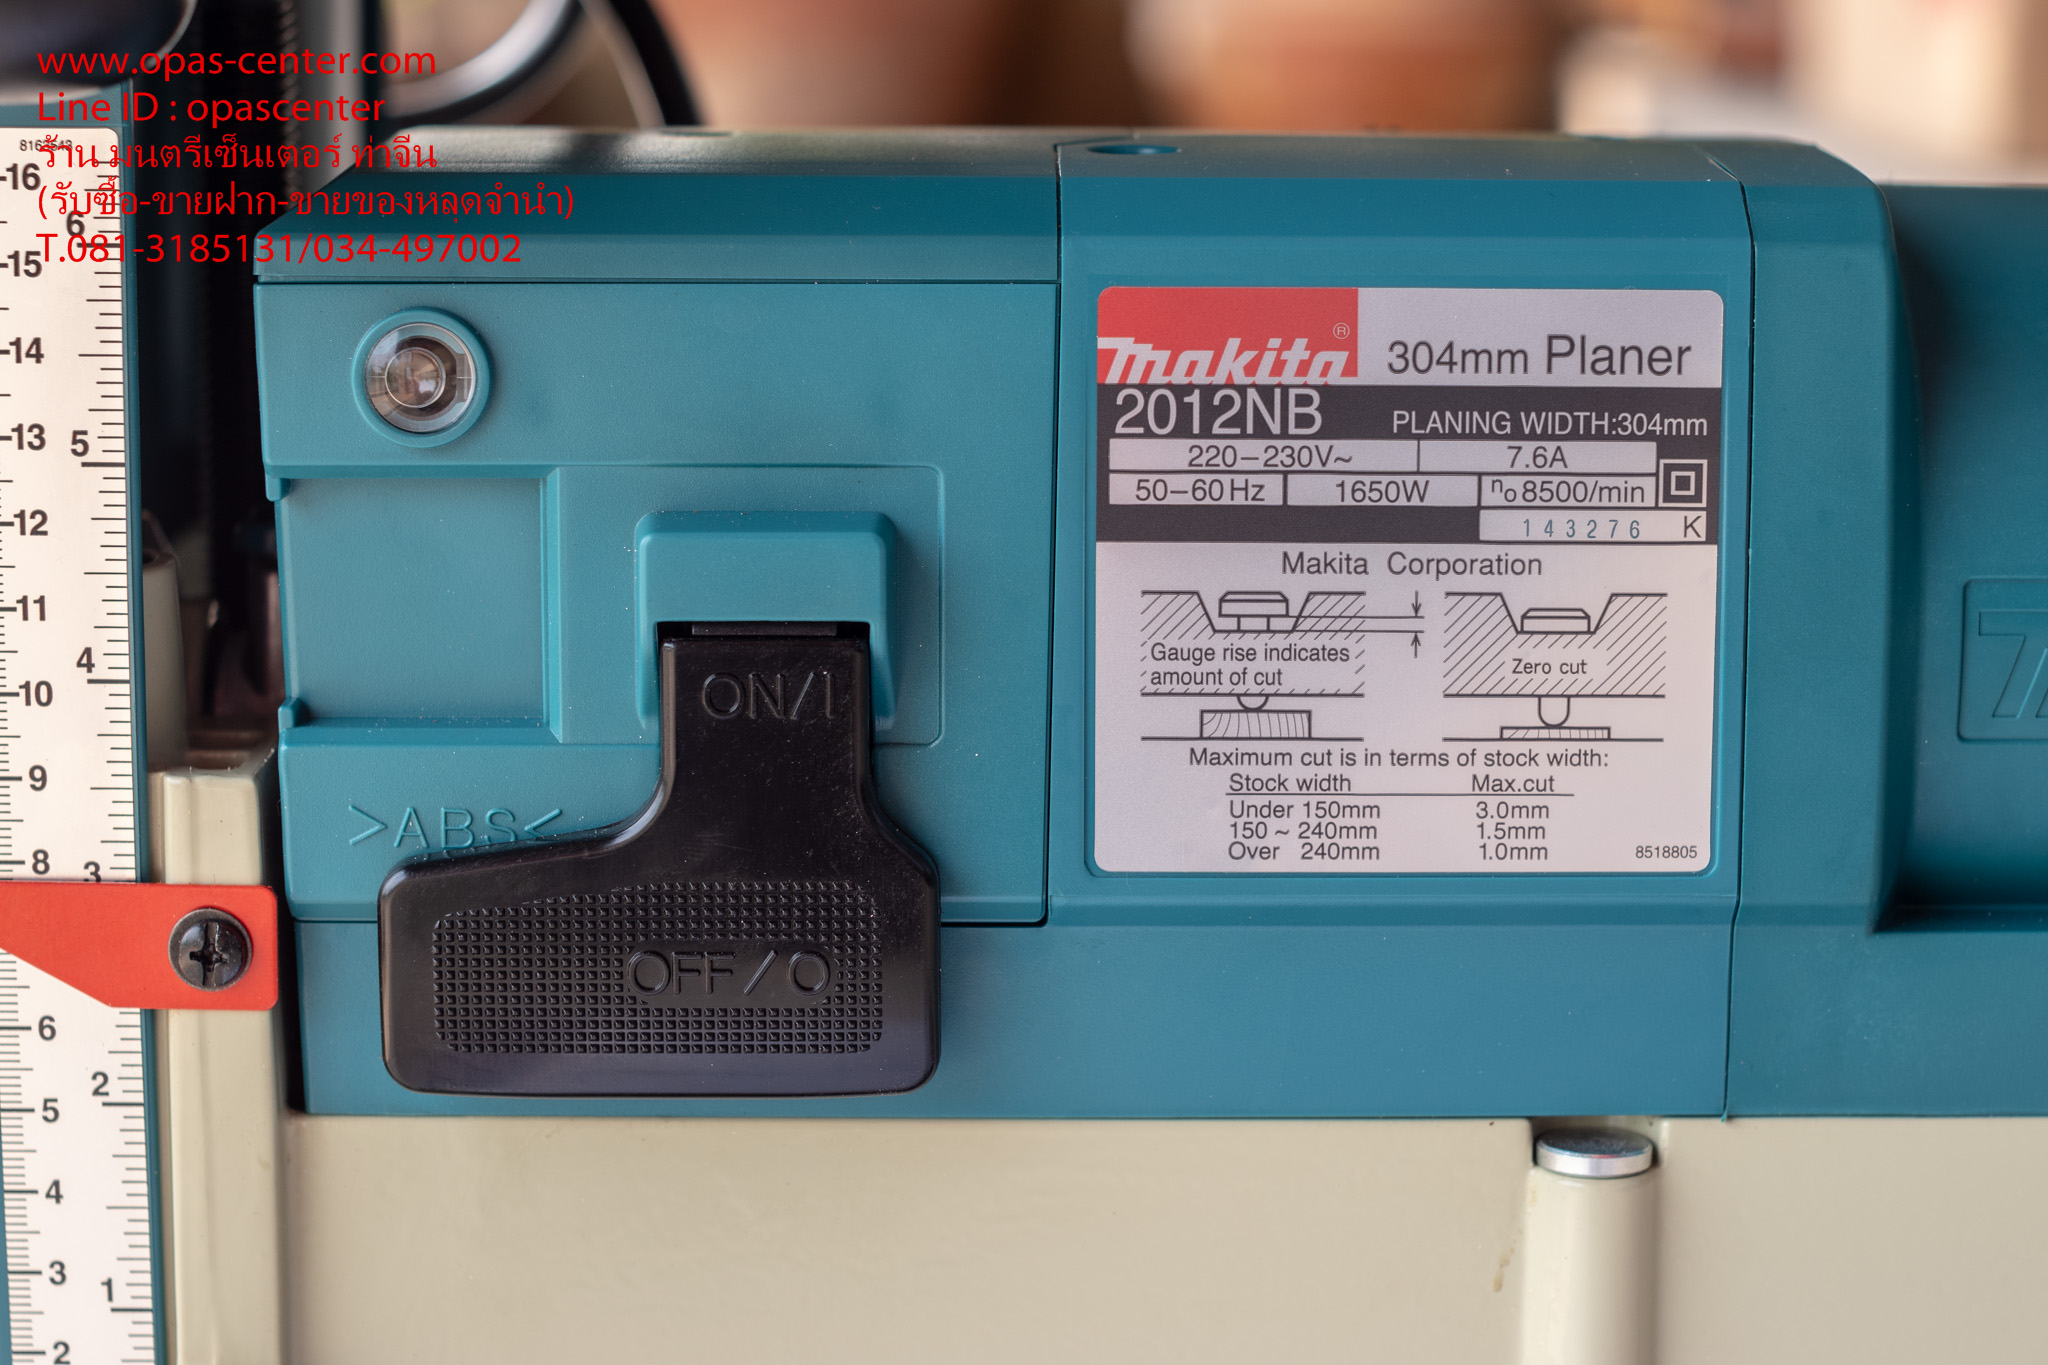 www.opas-center.com
Line ID : opascenter
ร้าน มนตรีเซ็นเตอร์ ท่าจีน
(รับซื้อ-ขายฝาก-ขายของหลุดจำนำ)
T.081-3185131/034-497002
16
15
14
13
12
11
10
9
8
6
5
4
3
2
6
5
4
3
2
1
>ABS<
ON/I
OFF/O
makita®
304mm Planer
2012NB PLANING WIDTH:304mm
220–230V~ 7.6A
50–60Hz 1650W n₀8500/min
143276 K
Makita Corporation
Gauge rise indicates
amount of cut
Zero cut
Maximum cut is in terms of stock width:
Stock width Max.cut
Under 150mm 3.0mm
150 ~ 240mm 1.5mm
Over 240mm 1.0mm
8518805